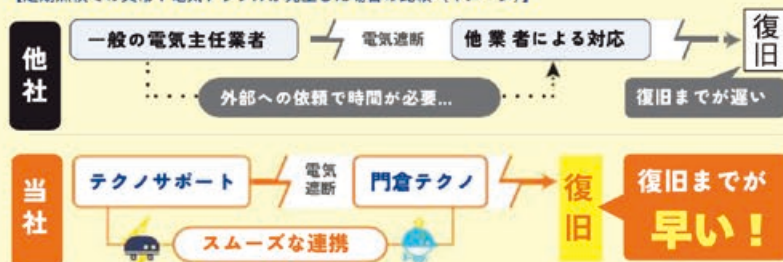 他社
一般の電気主任業者
電気遮断
他業者による対応
復旧
外部への依頼で時間が必要...
復旧までが遅い
当社
テクノサポート
電気
遮断
門倉テクノ
復旧
復旧までが
早い！
スムーズな連携